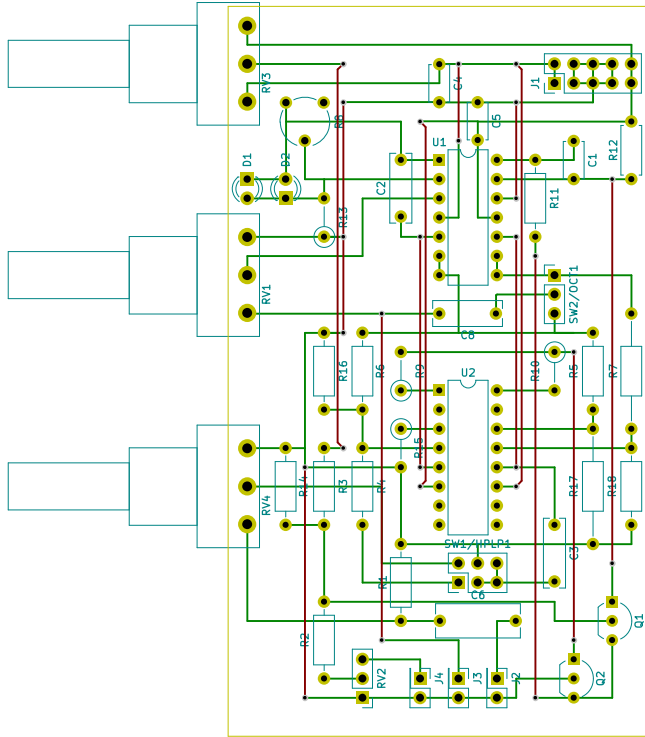 RV3
C4
J1
C5
R8
U1
R12
D1
D2
C2
C1
R11
R13
RV1
SW2/OCT1
C8
R16
R6
R9
U2
R10
R5
R7
R15
RV4
R14
R3
R4
R17
R18
SW1/HPLP1
C3
R1
C6
R2
Q1
RV2
J4
J3
J2
Q2